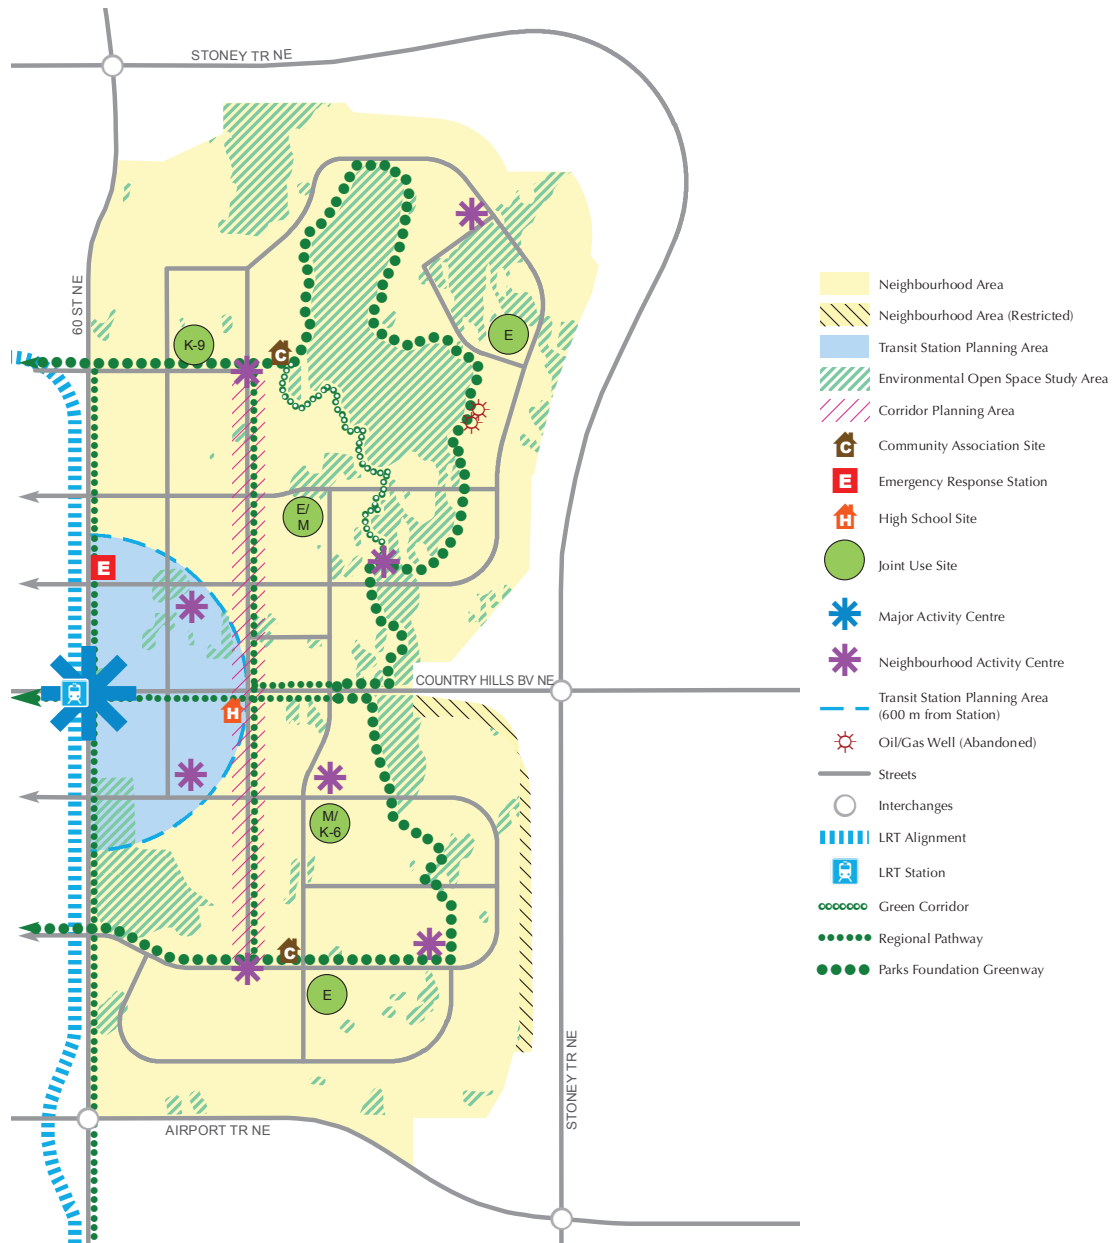 STONEY TR NE
60 ST NE
K-9
C
E
E/
M
E
COUNTRY HILLS BV NE
H
M/
K-6
C
E
STONEY TR NE
AIRPORT TR NE
Neighbourhood Area
Neighbourhood Area (Restricted)
Transit Station Planning Area
Environmental Open Space Study Area
Corridor Planning Area
C Community Association Site
E Emergency Response Station
H High School Site
Joint Use Site
Major Activity Centre
Neighbourhood Activity Centre
Transit Station Planning Area
(600 m from Station)
Oil/Gas Well (Abandoned)
Streets
Interchanges
LRT Alignment
LRT Station
Green Corridor
Regional Pathway
Parks Foundation Greenway